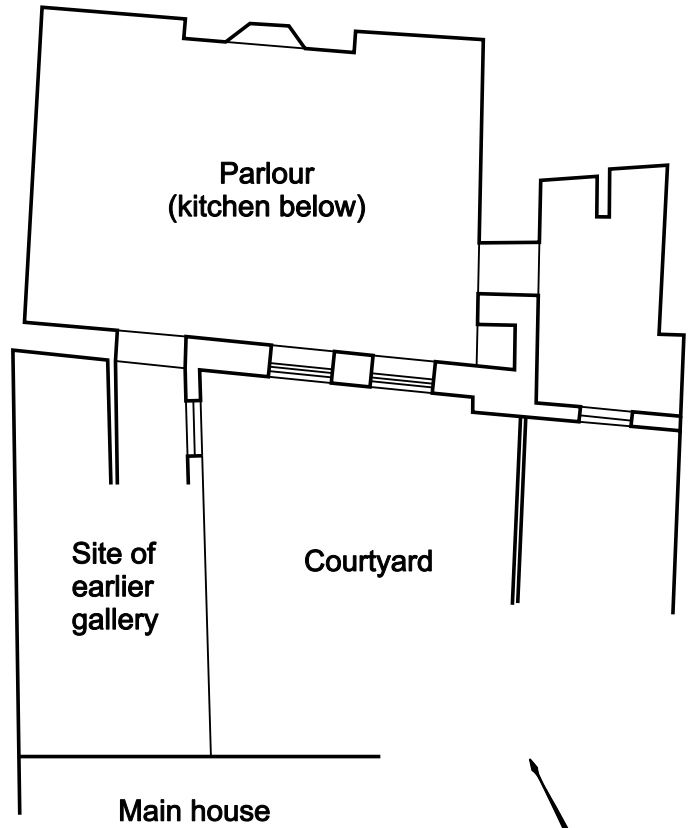 Parlour
(kitchen below)
Site of
earlier
gallery
Courtyard
Main house